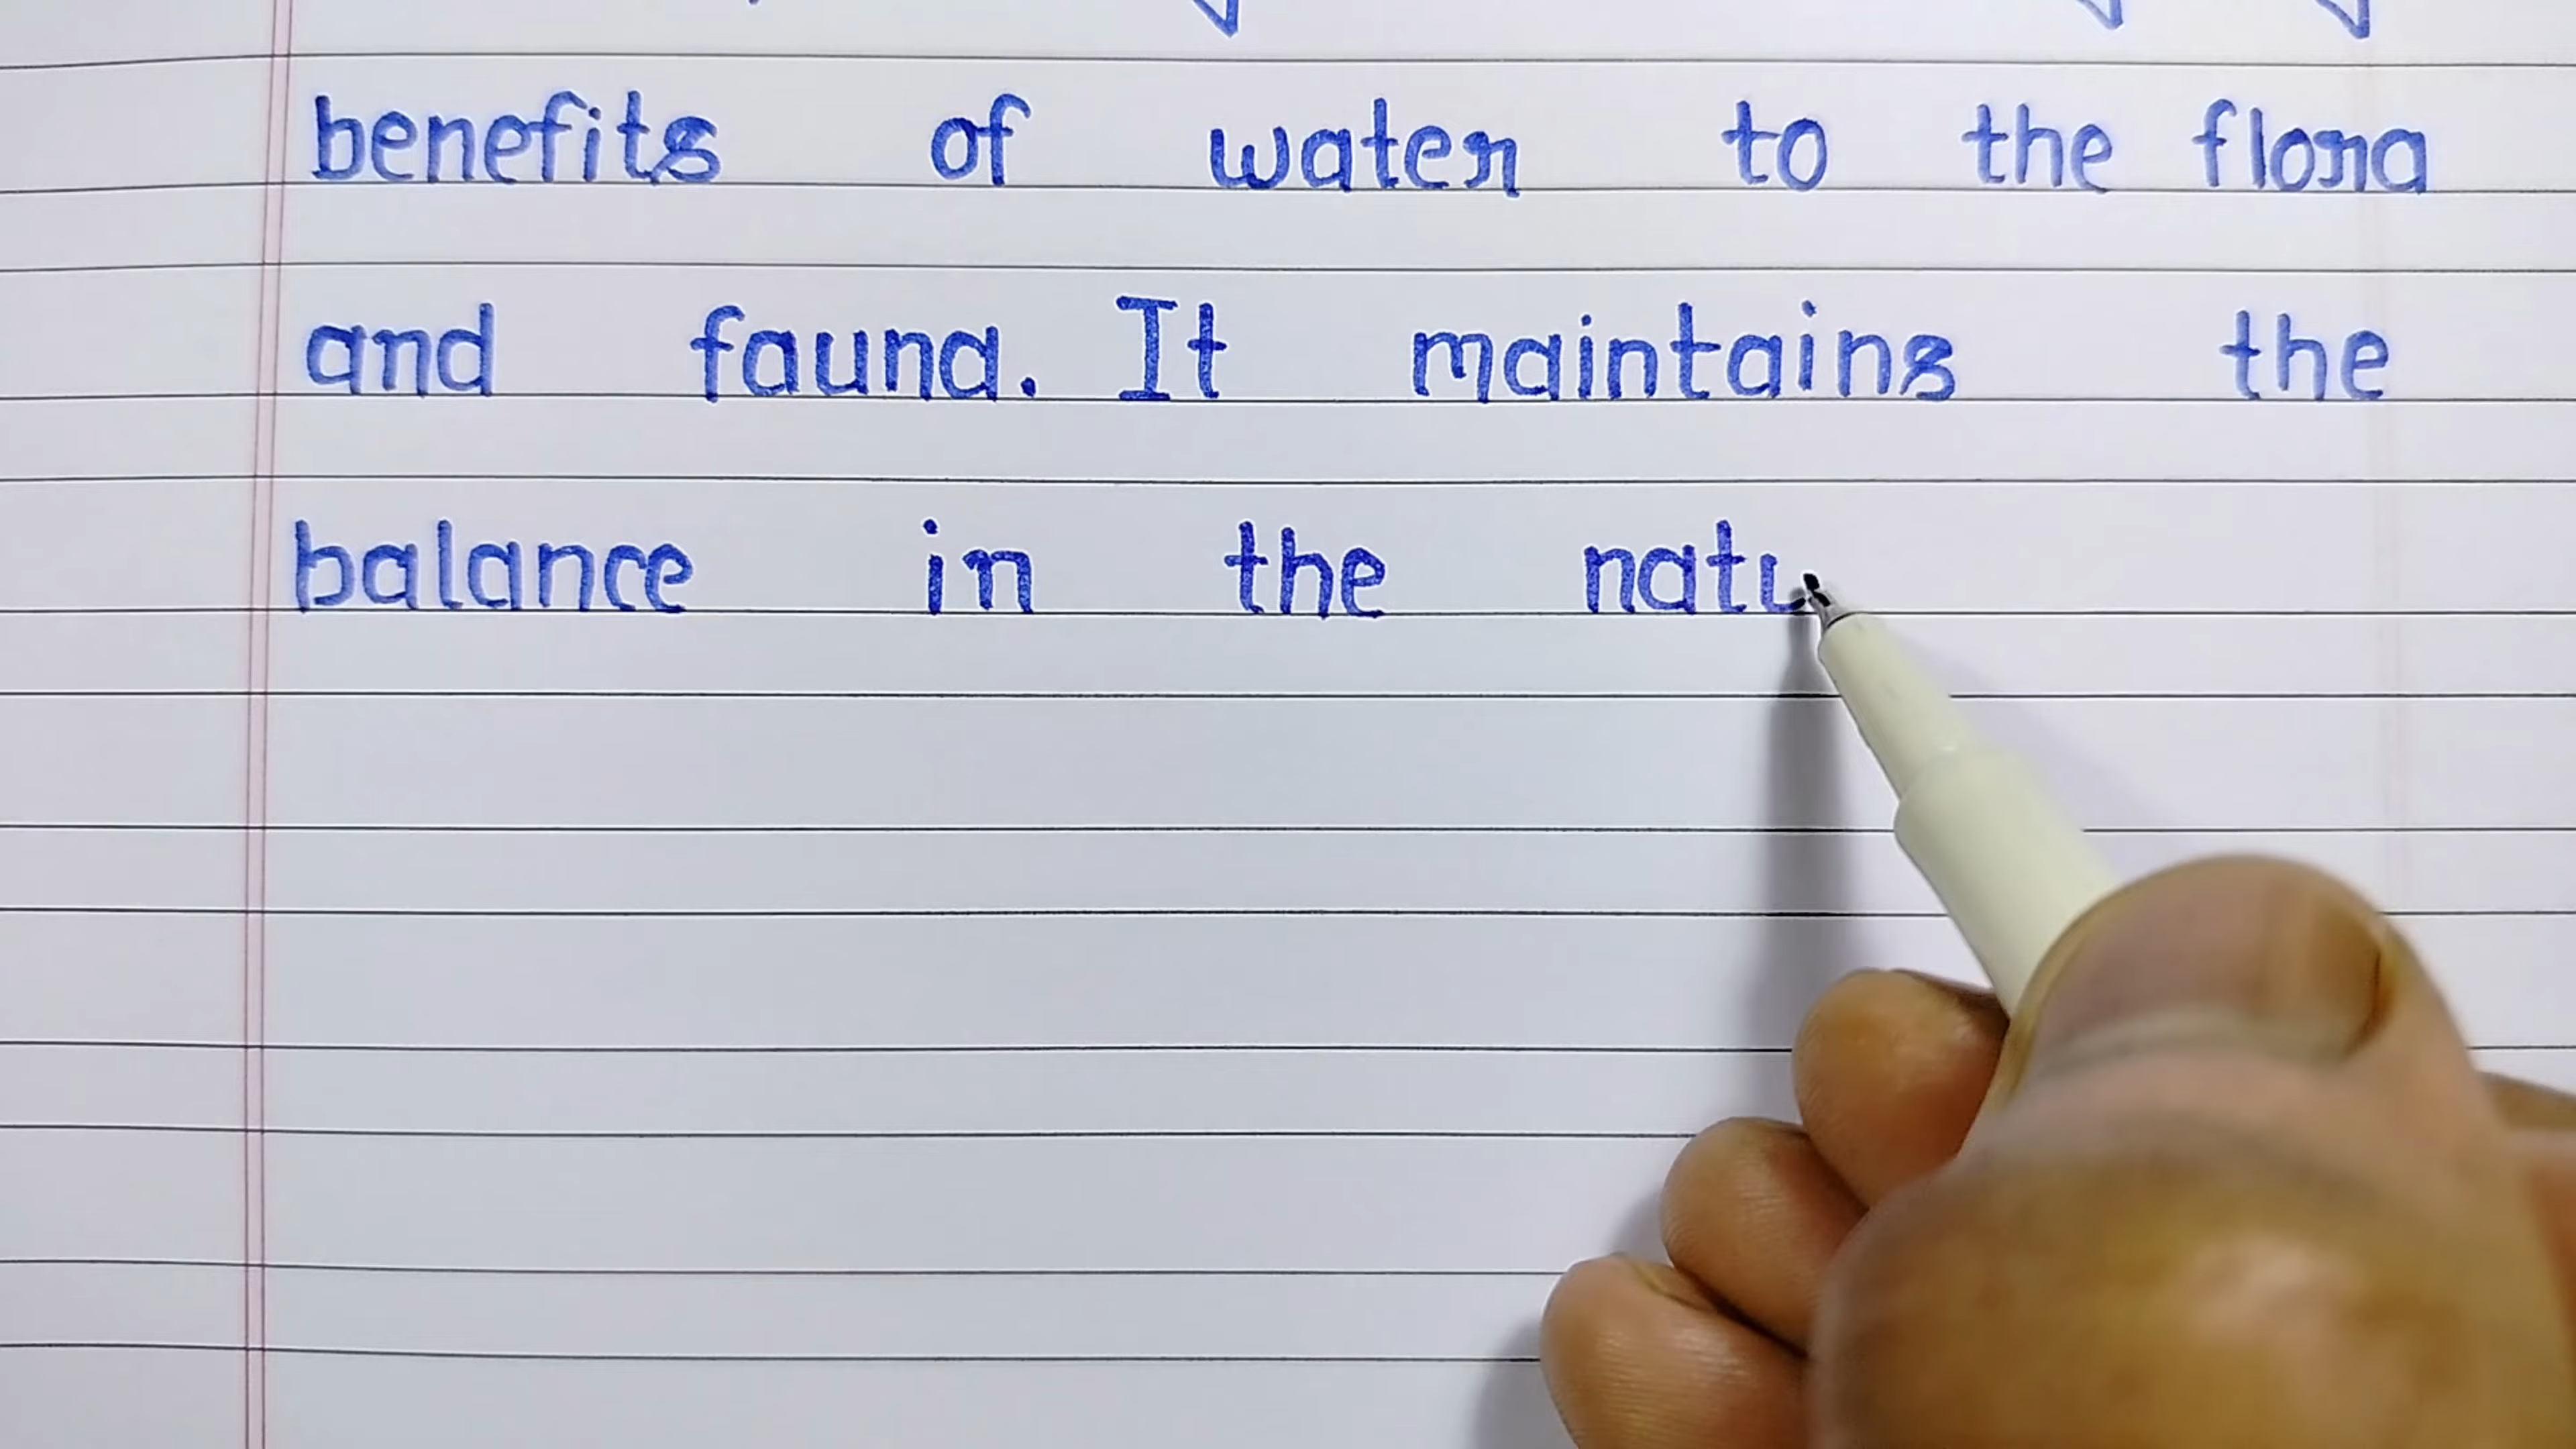 benefits of water to the flora
and fauna. It maintains the
balance in the natu